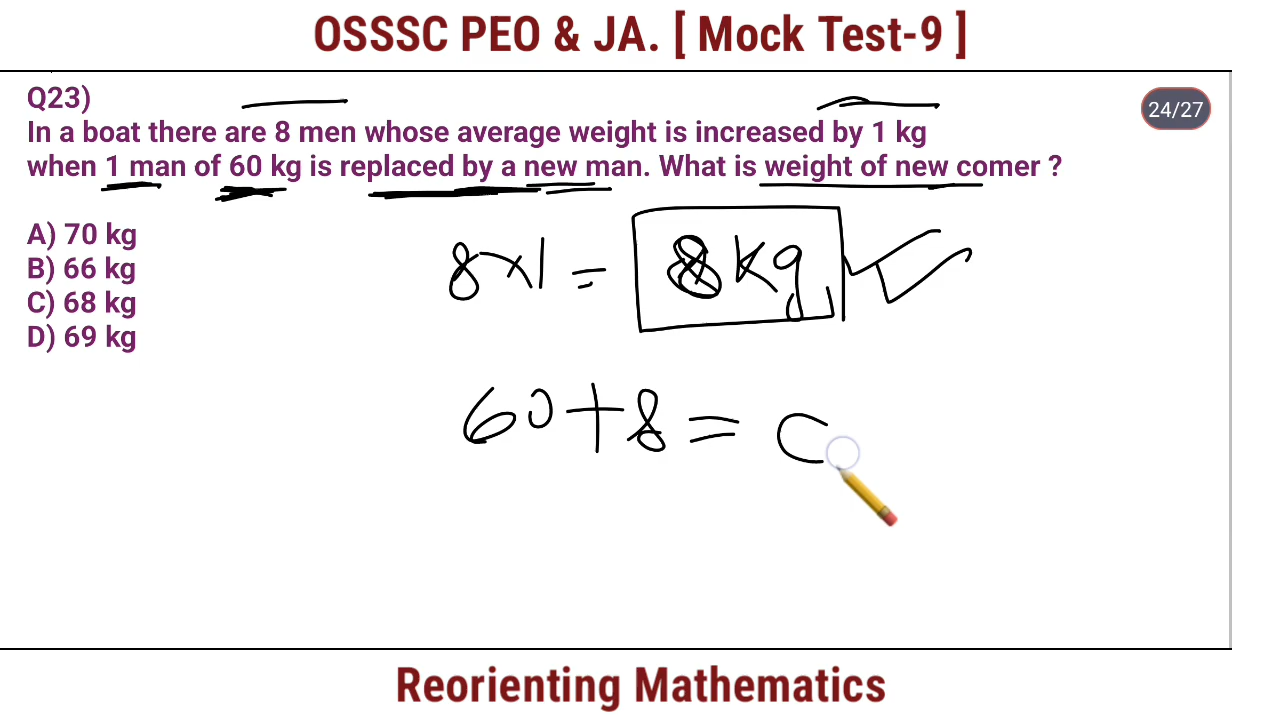 OSSSC PEO & JA. [ Mock Test-9 ]
Q23)
24/27
In a boat there are 8 men whose average weight is increased by 1 kg
when 1 man of 60 kg is replaced by a new man. What is weight of new comer ?
A) 70 kg
B) 66 kg
C) 68 kg
D) 69 kg
8×1 = 8 kg
60+8 =
Reorienting Mathematics